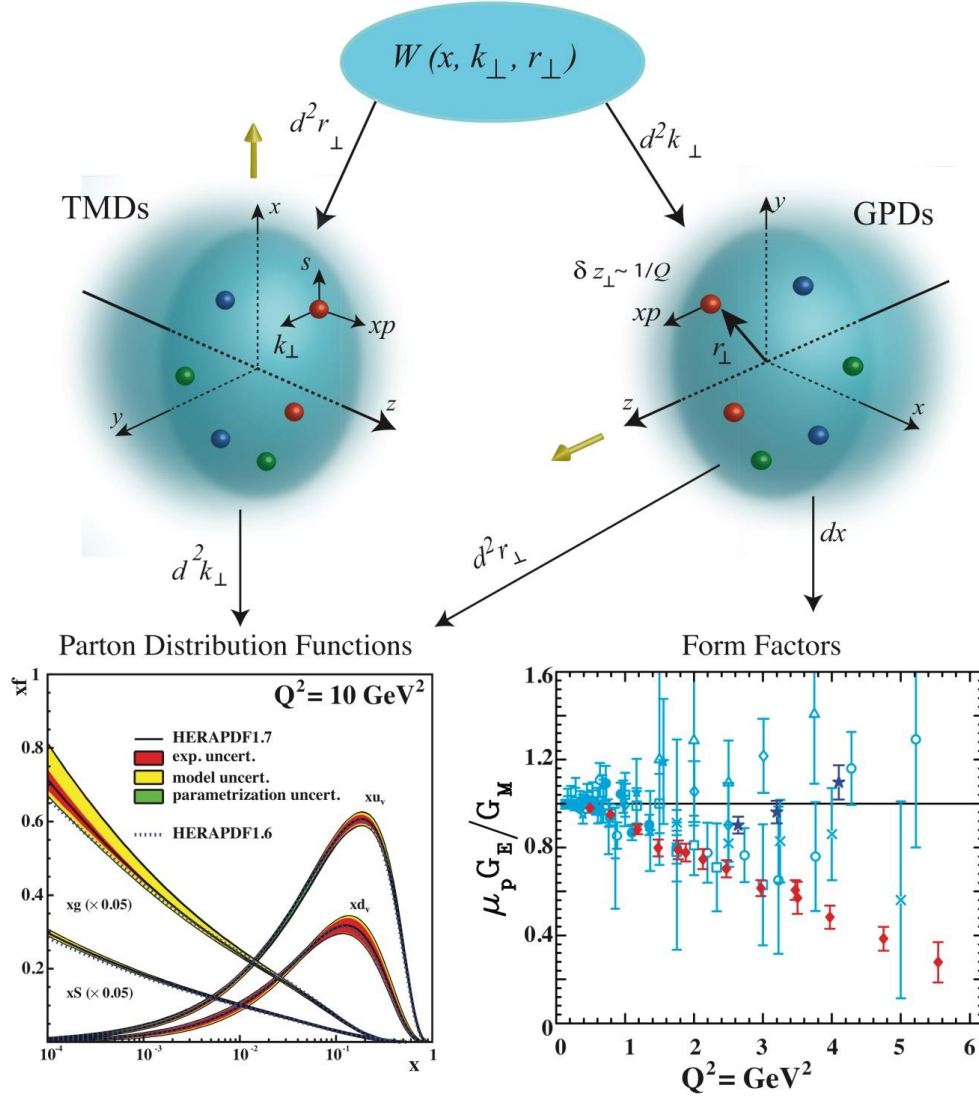 W (x, k⊥, r⊥)
d²r⊥
d²k⊥
TMDs
GPDs
x
y
s
δ z⊥ ~ 1/Q
xp
xp
k⊥
r⊥
y
z
z
x
d²k⊥
d²r⊥
dx
Parton Distribution Functions
Form Factors
xf
1
Q² = 10 GeV²
HERAPDF1.7
exp. uncert.
model uncert.
parametrization uncert.
HERAPDF1.6
0.8
0.6
0.4
0.2
xuᵥ
xdᵥ
xg (× 0.05)
xS (× 0.05)
10⁻⁴
10⁻³
10⁻²
10⁻¹
1
x
1.6
1.2
0.8
0.4
0
μpGE/GM
0 1 2 3 4 5 6
Q² = GeV²